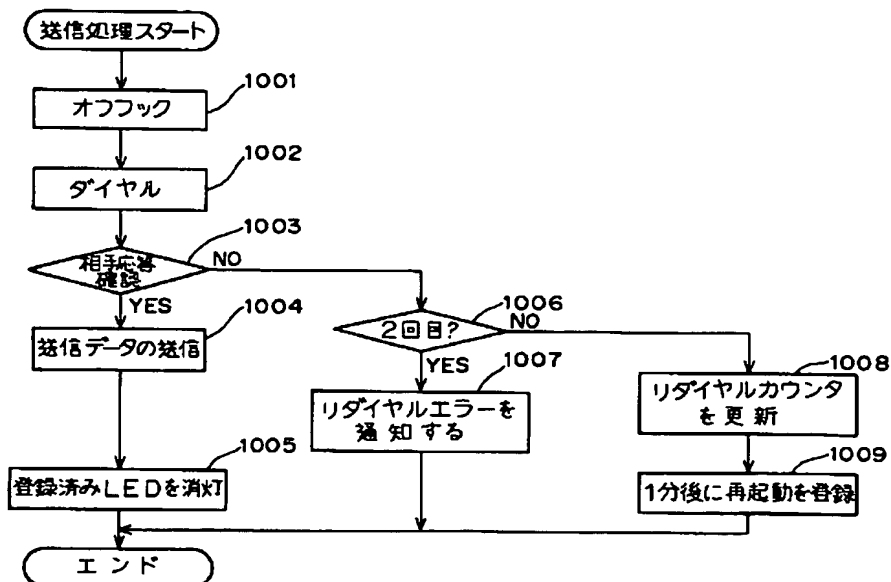 送信処理スタート
1001
オフフック
1002
ダイヤル
1003
相手応答
確認
NO
YES
1004
送信データの送信
1005
登録済みLEDを消灯
1006
2回目?
NO
YES
1007
リダイヤルエラーを
通知する
1008
リダイヤルカウンタ
を更新
1009
1分後に再起動を登録
エンド